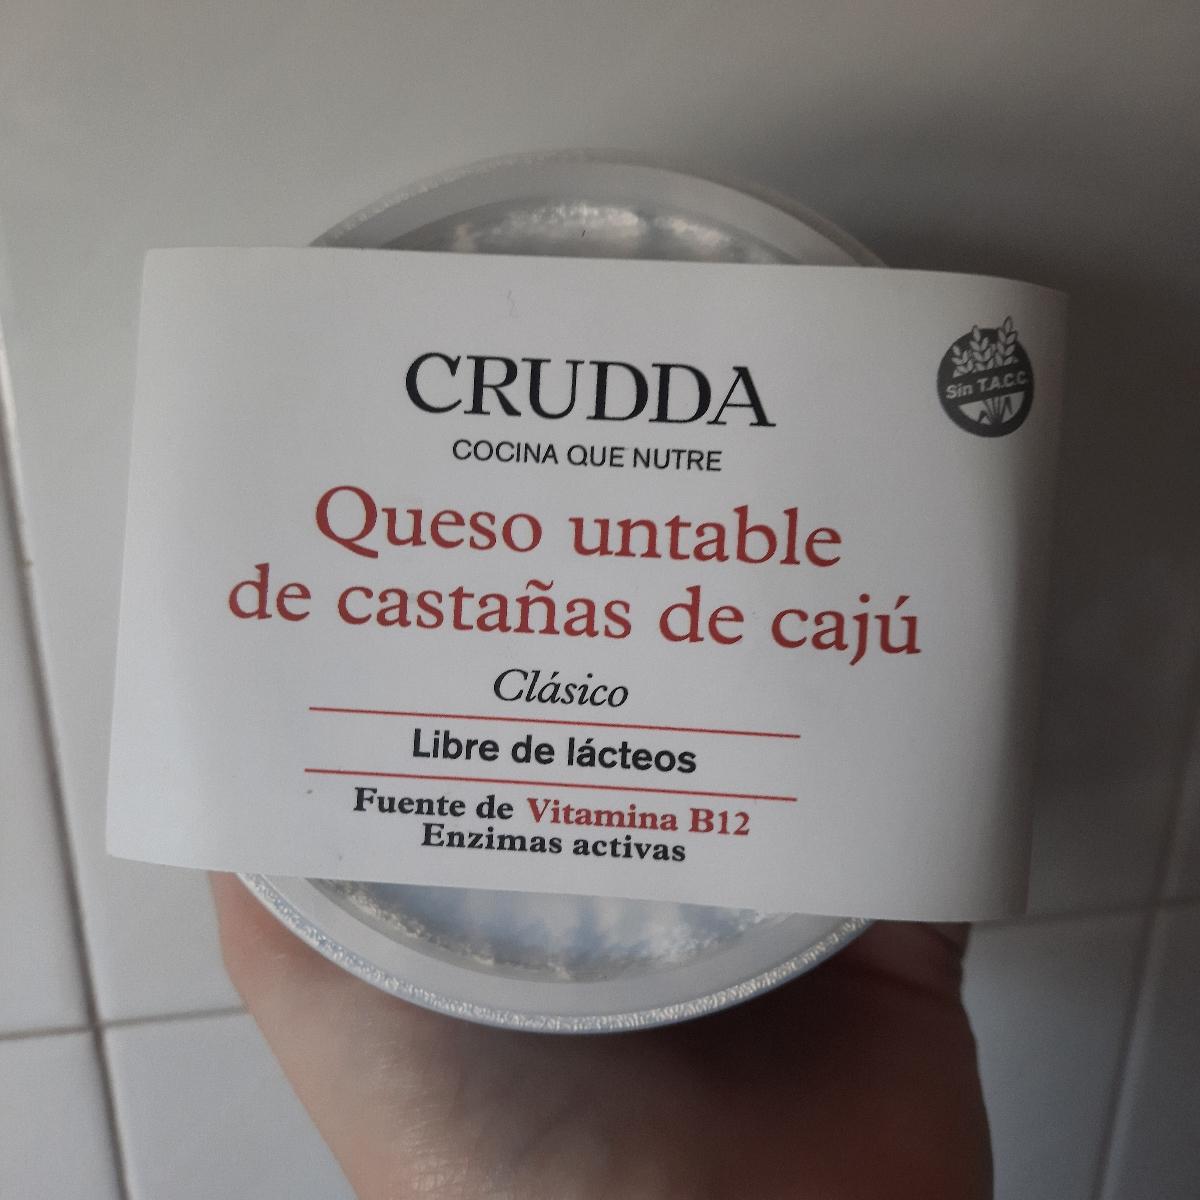 CRUDDA
COCINA QUE NUTRE
Sin T.A.C.C.
Queso untable
de castañas de cajú
Clásico
Libre de lácteos
Fuente de Vitamina B12
Enzimas activas